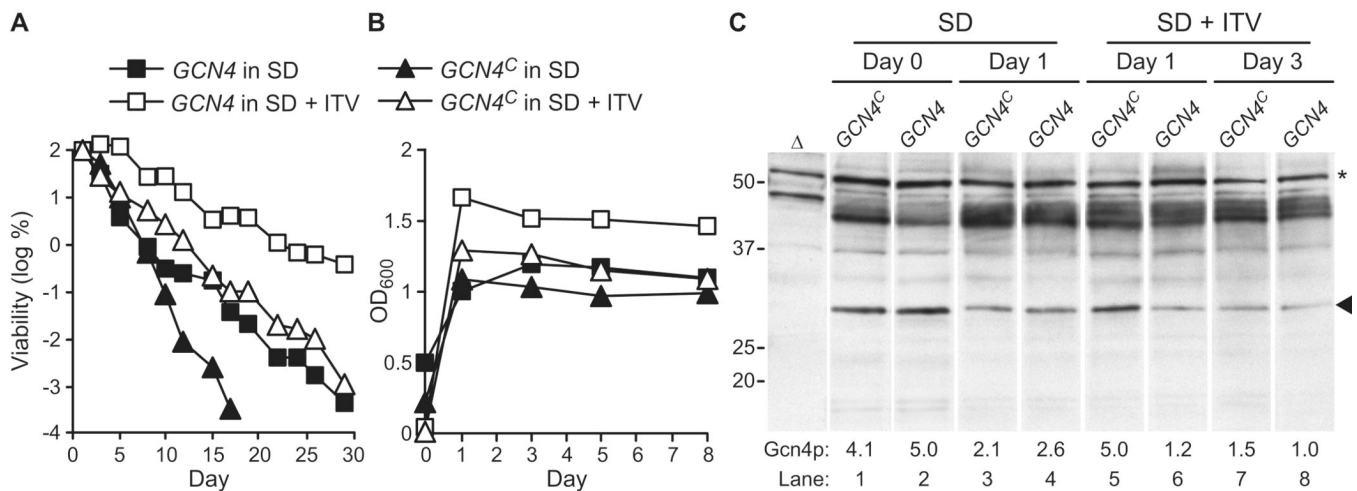 A
B
C
GCN4 in SD
GCN4 in SD + ITV
GCN4ᶜ in SD
GCN4ᶜ in SD + ITV
Viability (log %)
2
1
0
-1
-2
-3
-4
0 5 10 15 20 25 30
Day
OD₆₀₀
2
1.5
1
0.5
0
0 1 2 3 4 5 6 7 8
Day
SD SD + ITV
Day 0 Day 1 Day 1 Day 3
Δ GCN4ᶜ GCN4 GCN4ᶜ GCN4 GCN4ᶜ GCN4 GCN4ᶜ GCN4
50-
*
37-
25-
20-
Gcn4p: 4.1 5.0 2.1 2.6 5.0 1.2 1.5 1.0
Lane: 1 2 3 4 5 6 7 8